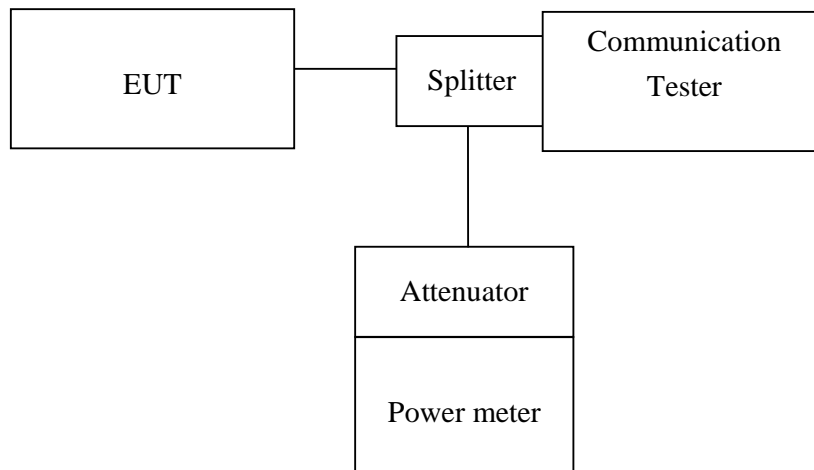 EUT
Splitter
Communication
Tester
Attenuator
Power meter